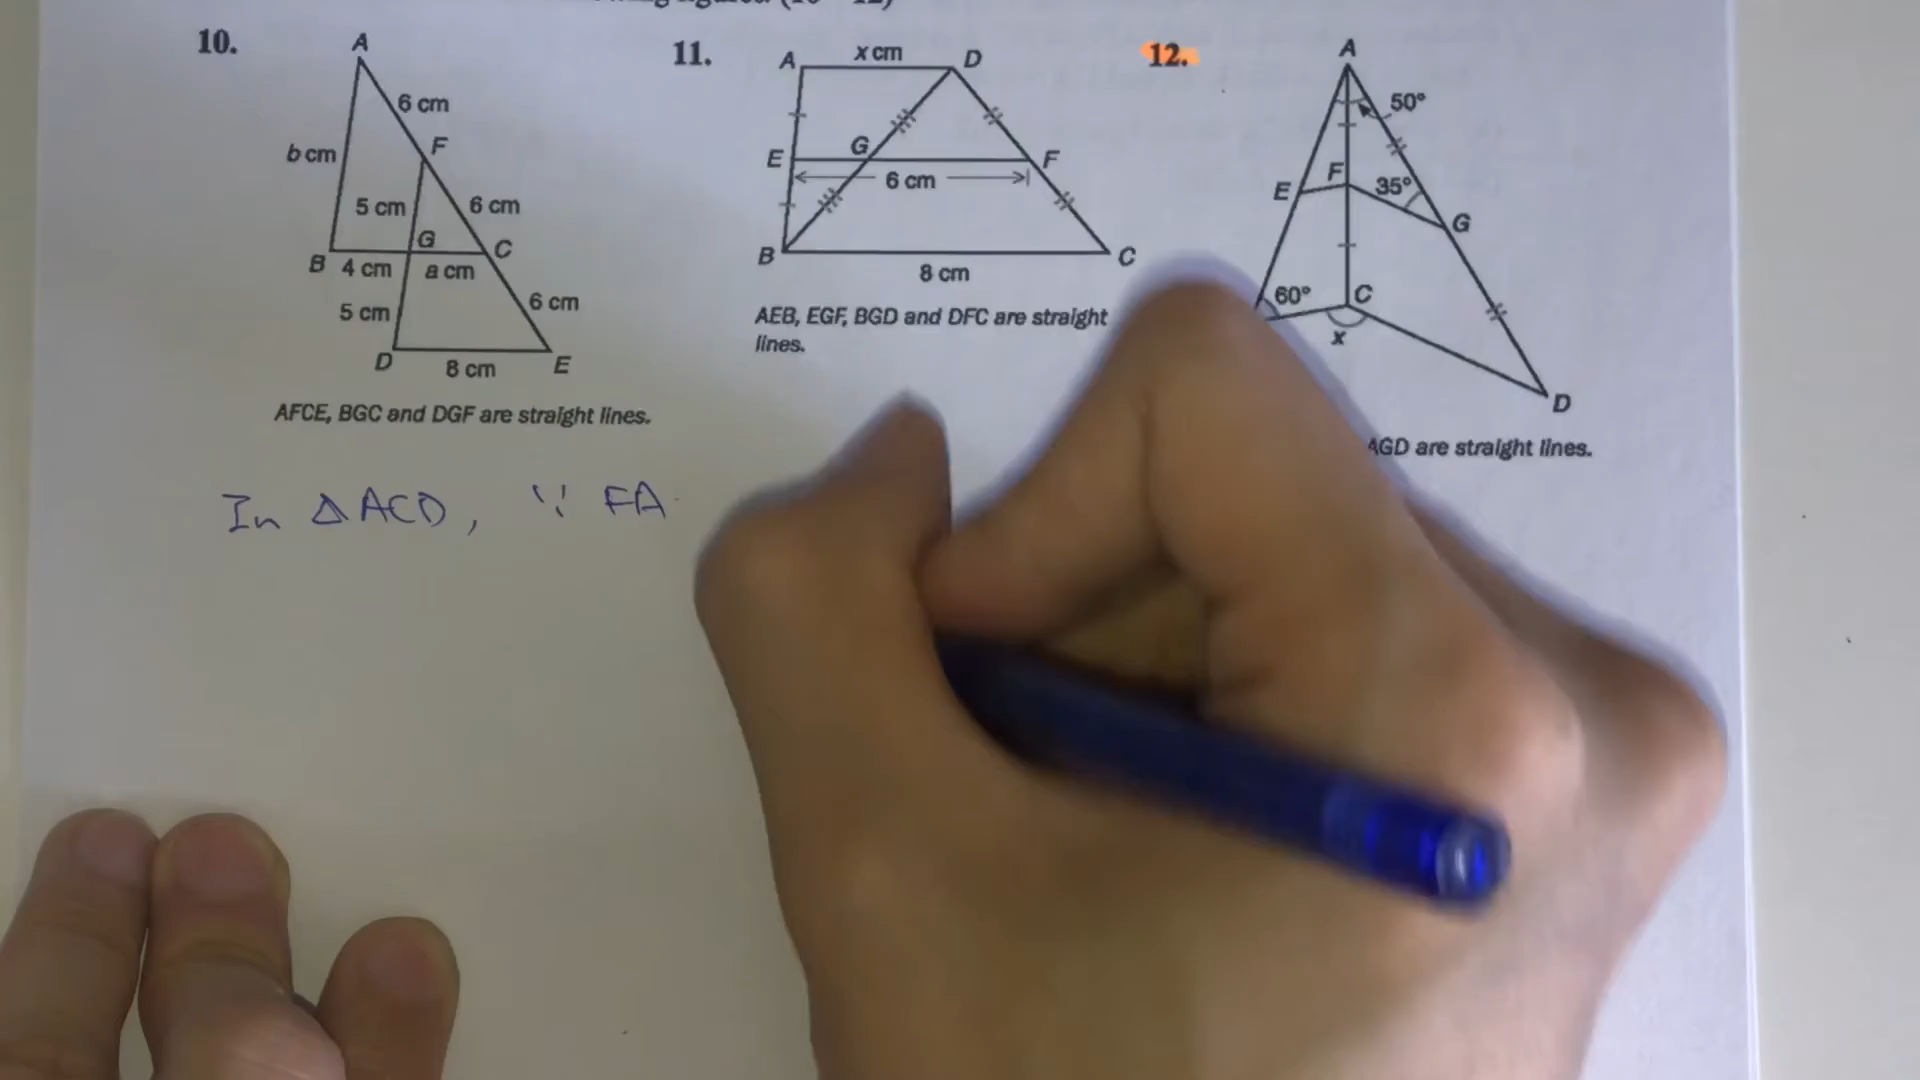 10.
A
6 cm
F
b cm
5 cm
6 cm
G
C
B
4 cm
a cm
5 cm
6 cm
D
8 cm
E
AFCE, BGC and DGF are straight lines.
11.
A
x cm
D
E
G
F
6 cm
B
C
8 cm
AEB, EGF, BGD and DFC are straight
lines.
12.
A
50°
F
35°
E
G
60°
C
x
D
AGD are straight lines.
In △ACD, ∵ FA